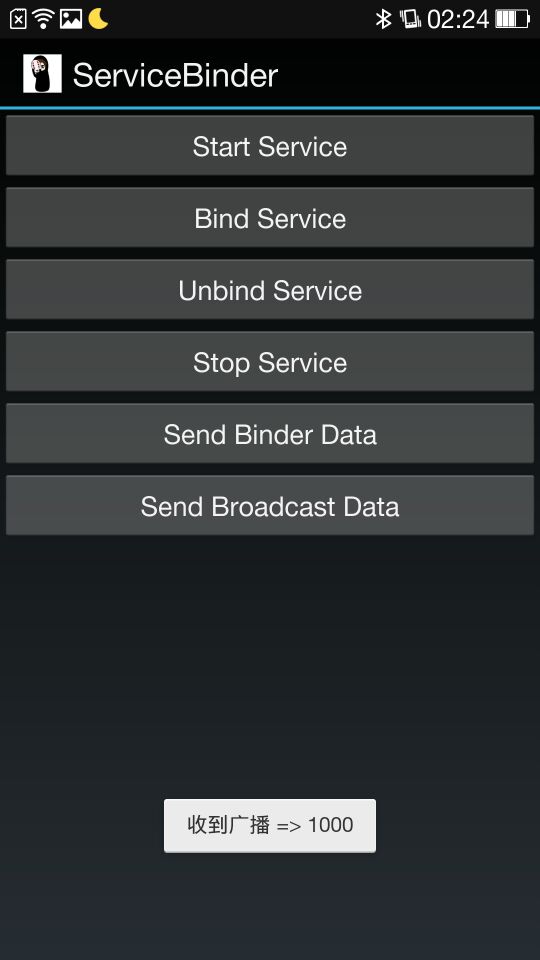 02:24
ServiceBinder
Start Service
Bind Service
Unbind Service
Stop Service
Send Binder Data
Send Broadcast Data
收到广播 => 1000